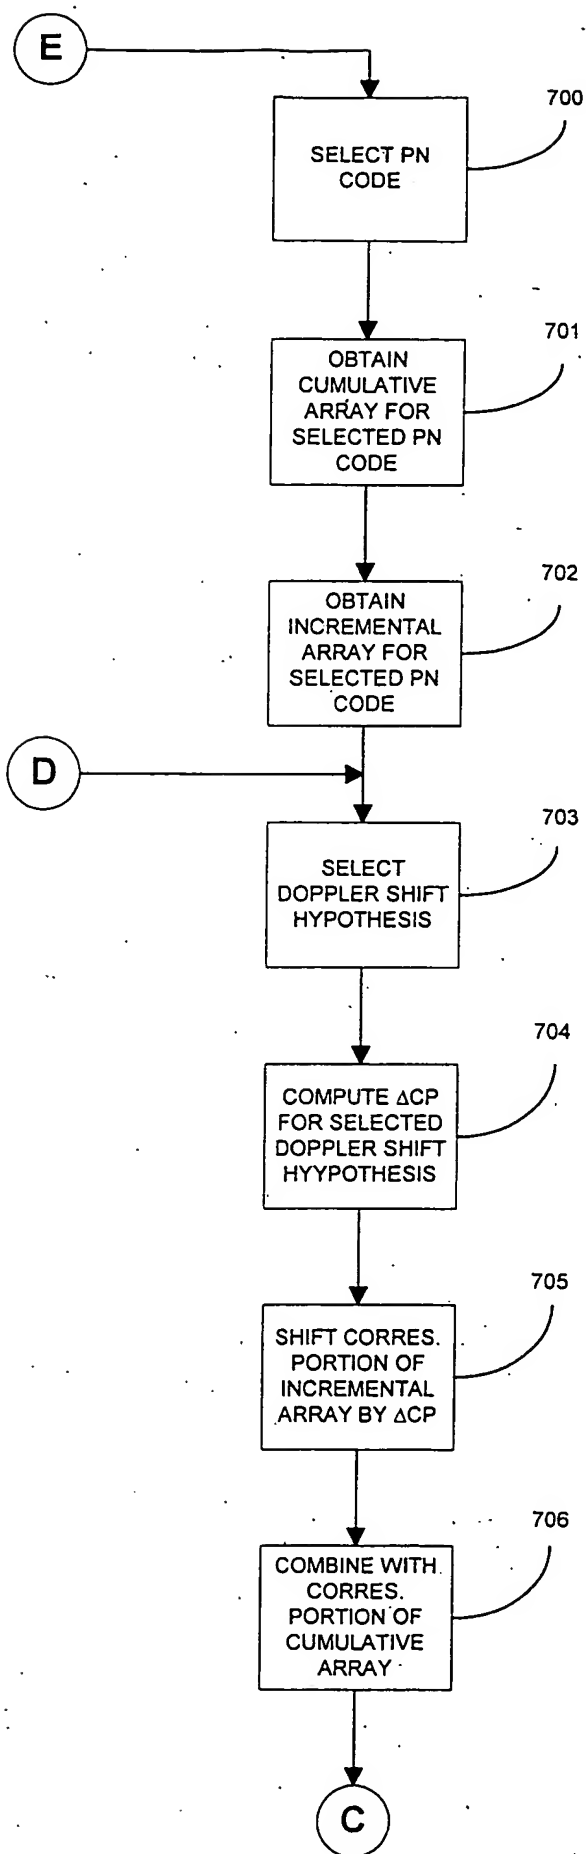 E
700
SELECT PN
CODE
701
OBTAIN
CUMULATIVE
ARRAY FOR
SELECTED PN
CODE
702
OBTAIN
INCREMENTAL
ARRAY FOR
SELECTED PN
CODE
D
703
SELECT
DOPPLER SHIFT
HYPOTHESIS
704
COMPUTE ΔCP
FOR SELECTED
DOPPLER SHIFT
HYYPOTHESIS
705
SHIFT CORRES.
PORTION OF
INCREMENTAL
ARRAY BY ΔCP
706
COMBINE WITH
CORRES.
PORTION OF
CUMULATIVE
ARRAY
C